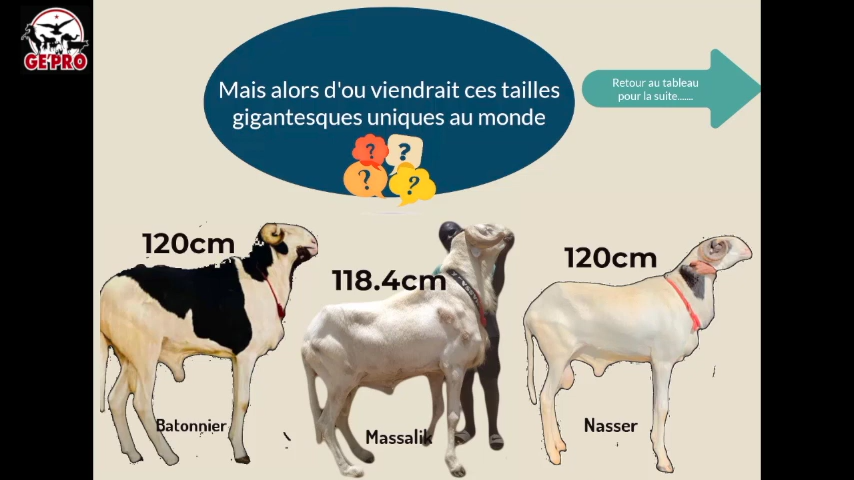 GE'PRO
Mais alors d'ou viendrait ces tailles
gigantesques uniques au monde
Retour au tableau
pour la suite.......
? ?
? ?
120cm
118.4cm
120cm
Batonnier
Massalik
Nasser